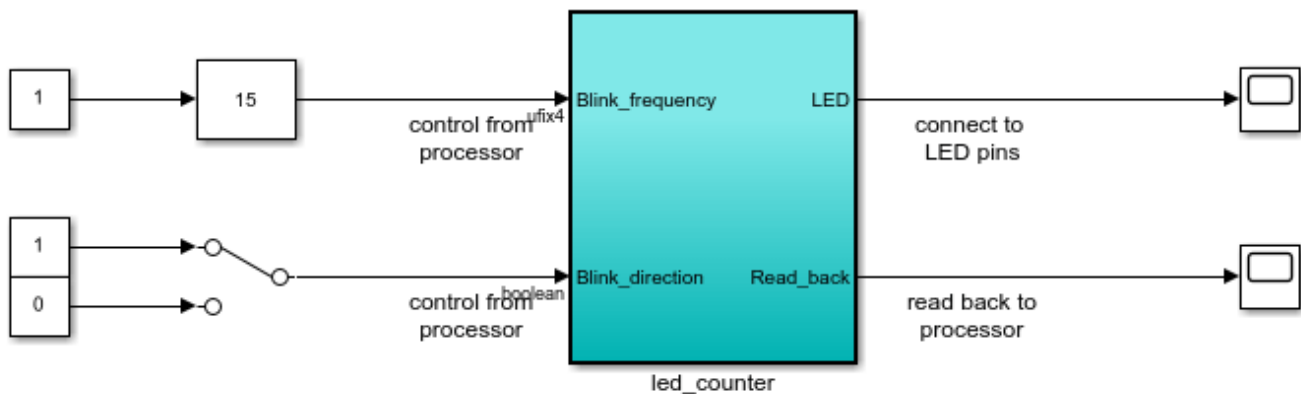 1
15
control from
processor
ufix4
Blink_frequency
LED
connect to
LED pins
1
0
control from
processor
boolean
Blink_direction
Read_back
read back to
processor
led_counter